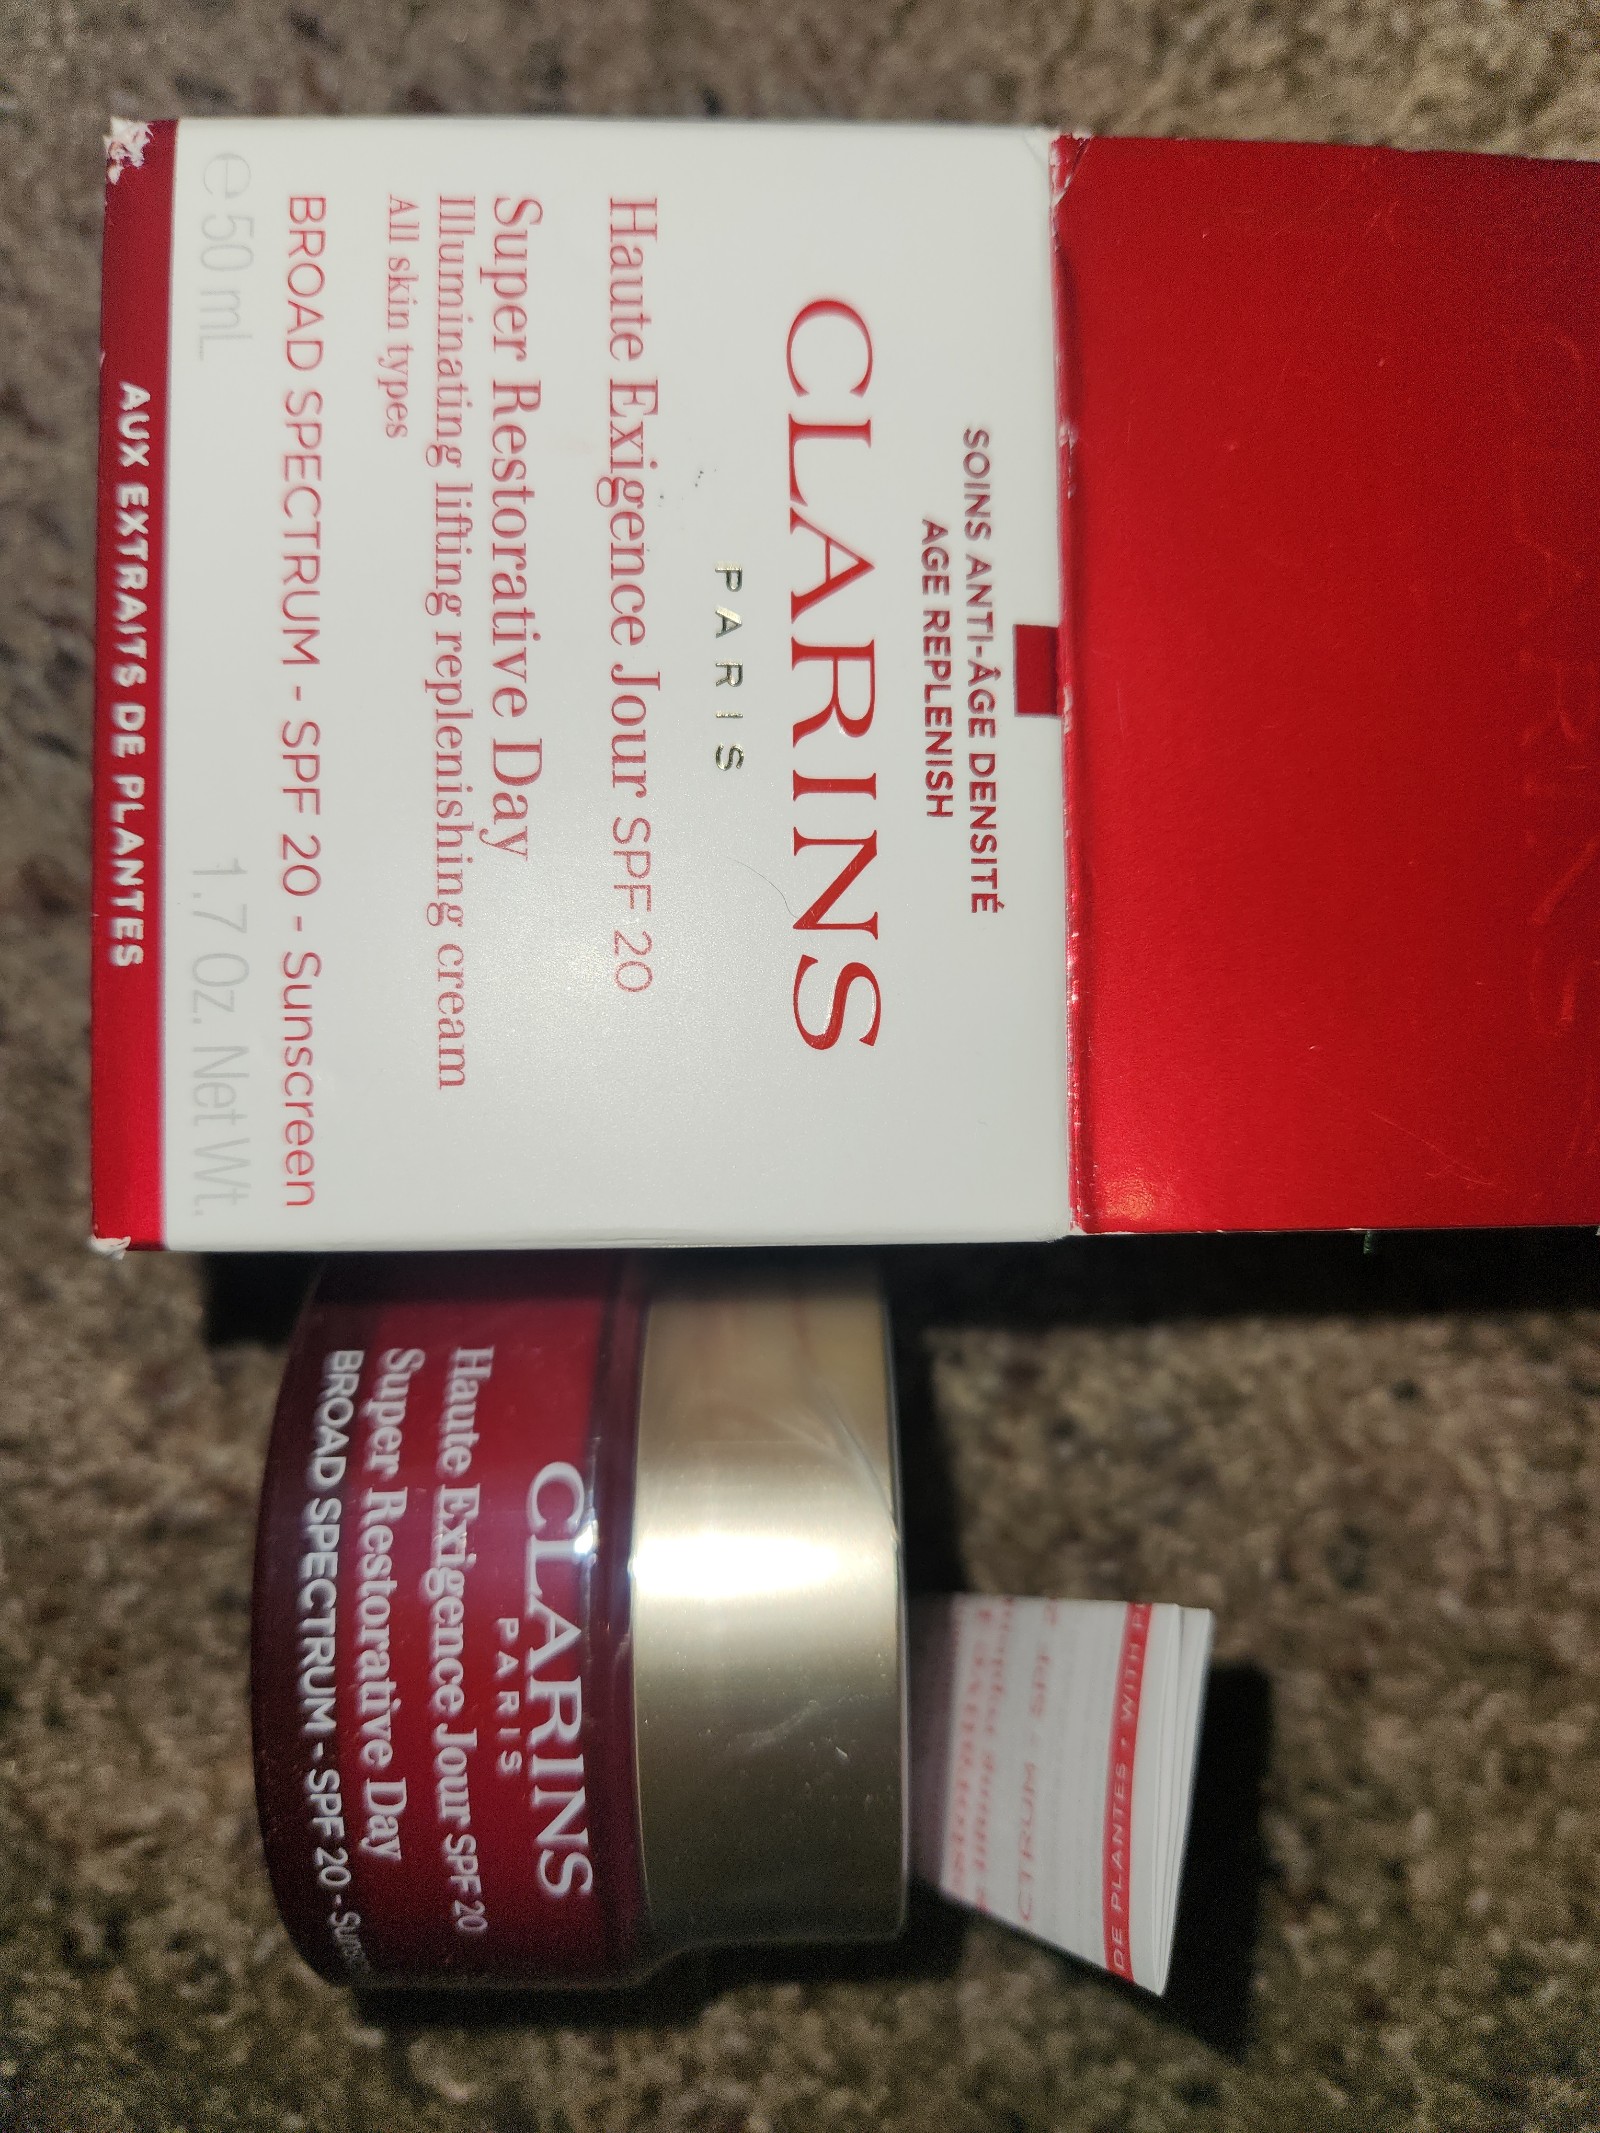 SOINS ANTI-ÂGE DENSITÉ
AGE REPLENISH
CLARINS
PARIS
Haute Exigence Jour SPF 20
Super Restorative Day
Illuminating lifting replenishing cream
All skin types
BROAD SPECTRUM - SPF 20 - Sunscreen
e 50 mL 1.7 Oz. Net Wt.
AUX EXTRAITS DE PLANTES
CLARINS
PARIS
Haute Exigence Jour SPF 20
Super Restorative Day
BROAD SPECTRUM - SPF 20 -
DE PLANTES • WITH